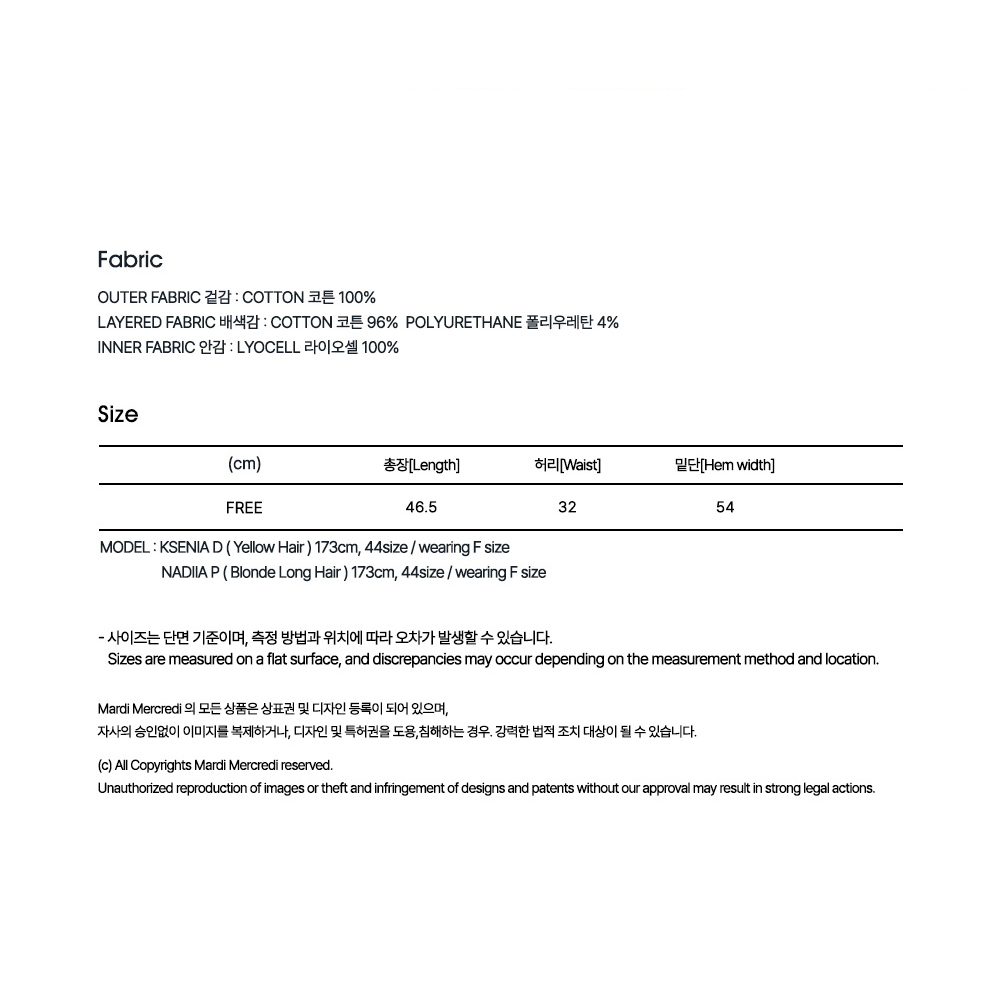 Fabric
OUTER FABRIC 겉감 : COTTON 코튼 100%
LAYERED FABRIC 배색감 : COTTON 코튼 96% POLYURETHANE 폴리우레탄 4%
INNER FABRIC 안감 : LYOCELL 라이오셀 100%
Size
(cm) 총장[Length] 허리[Waist] 밑단[Hem width]
FREE 46.5 32 54
MODEL : KSENIA D ( Yellow Hair ) 173cm, 44size / wearing F size
NADIIA P ( Blonde Long Hair ) 173cm, 44size / wearing F size
- 사이즈는 단면 기준이며, 측정 방법과 위치에 따라 오차가 발생할 수 있습니다.
Sizes are measured on a flat surface, and discrepancies may occur depending on the measurement method and location.
Mardi Mercredi 의 모든 상품은 상표권 및 디자인 등록이 되어 있으며,
자사의 승인없이 이미지를 복제하거나, 디자인 및 특허권을 도용,침해하는 경우. 강력한 법적 조치 대상이 될 수 있습니다.
(c) All Copyrights Mardi Mercredi reserved.
Unauthorized reproduction of images or theft and infringement of designs and patents without our approval may result in strong legal actions.